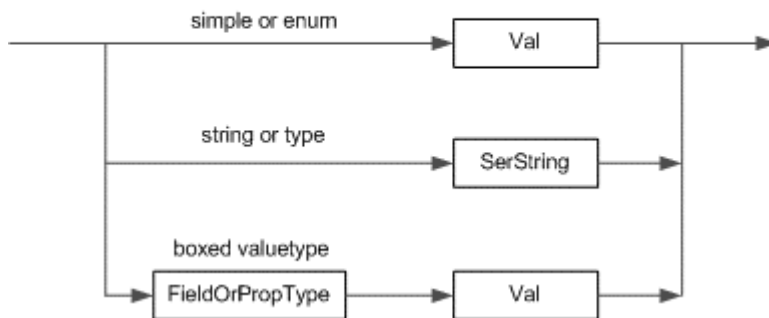 simple or enum
Val
string or type
SerString
boxed valuetype
FieldOrPropType
Val